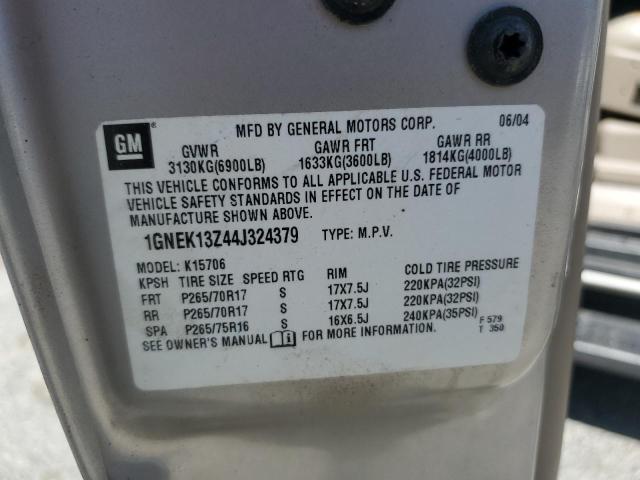 GM
MFD BY GENERAL MOTORS CORP. 06/04
GVWR GAWR FRT GAWR RR
3130KG(6900LB) 1633KG(3600LB) 1814KG(4000LB)
THIS VEHICLE CONFORMS TO ALL APPLICABLE U.S. FEDERAL MOTOR
VEHICLE SAFETY STANDARDS IN EFFECT ON THE DATE OF
MANUFACTURE SHOWN ABOVE.
1GNEK13Z44J324379 TYPE: M.P.V.
MODEL: K15706
KPSH TIRE SIZE SPEED RTG RIM COLD TIRE PRESSURE
FRT P265/70R17 S 17X7.5J 220KPA(32PSI)
RR P265/70R17 S 17X7.5J 220KPA(32PSI)
SPA P265/75R16 S 16X6.5J 240KPA(35PSI)
SEE OWNER'S MANUAL FOR MORE INFORMATION.
F 579
T 350